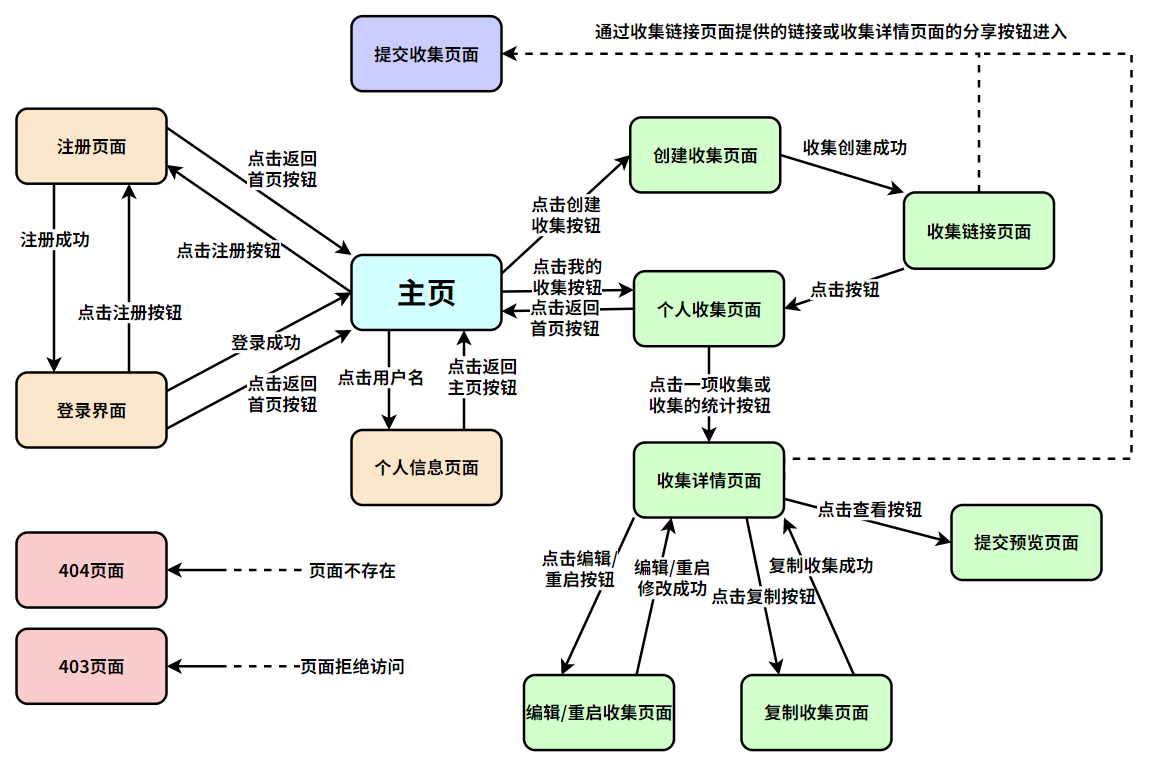 通过收集链接页面提供的链接或收集详情页面的分享按钮进入
提交收集页面
注册页面
点击返回
首页按钮
创建收集页面
收集创建成功
点击创建
收集按钮
收集链接页面
注册成功
点击注册按钮
主页
点击我的
收集按钮
点击返回
首页按钮
个人收集页面
点击按钮
点击注册按钮
登录成功
点击返回
首页按钮
点击用户名
点击返回
主页按钮
点击一项收集或
收集的统计按钮
登录界面
个人信息页面
收集详情页面
点击查看按钮
提交预览页面
404页面
页面不存在
点击编辑/
重启按钮
编辑/重启
修改成功
复制收集成功
点击复制按钮
403页面
页面拒绝访问
编辑/重启收集页面
复制收集页面